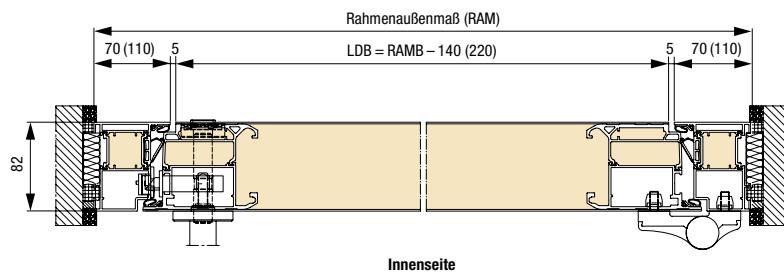 Rahmenaußenmaß (RAM)
70 (110) 5 LDB = RAMB – 140 (220) 5 70 (110)
82
Innenseite